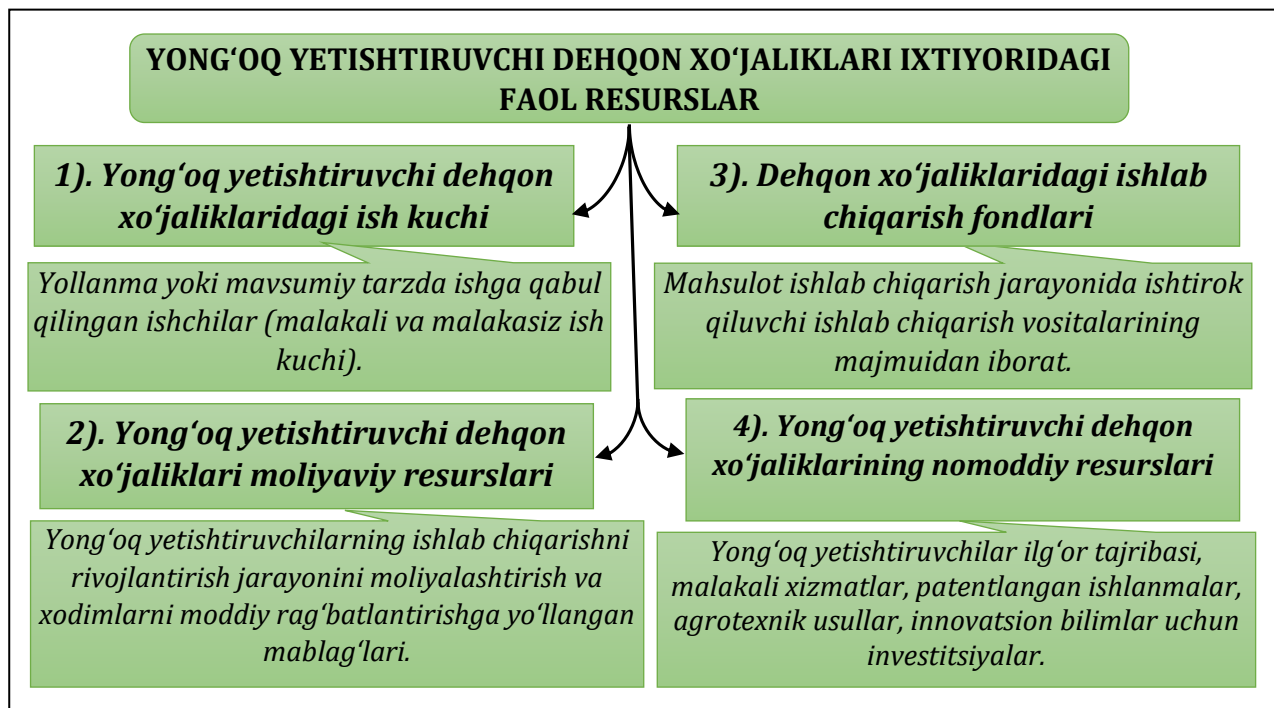 YONG‘OQ YETISHTIRUVCHI DEHQON XO‘JALIKLARI IXTIYORIDAGI
FAOL RESURSLAR
1). Yong‘oq yetishtiruvchi dehqon
xo‘jaliklaridagi ish kuchi
Yollanma yoki mavsumiy tarzda ishga qabul
qilingan ishchilar (malakali va malakasiz ish
kuchi).
2). Yong‘oq yetishtiruvchi dehqon
xo‘jaliklari moliyaviy resurslari
Yong‘oq yetishtiruvchilarning ishlab chiqarishni
rivojlantirish jarayonini moliyalashtirish va
xodimlarni moddiy rag‘batlantirishga yo‘llangan
mablag‘lari.
3). Dehqon xo‘jaliklaridagi ishlab
chiqarish fondlari
Mahsulot ishlab chiqarish jarayonida ishtirok
qiluvchi ishlab chiqarish vositalarining
majmuidan iborat.
4). Yong‘oq yetishtiruvchi dehqon
xo‘jaliklarining nomoddiy resurslari
Yong‘oq yetishtiruvchilar ilg‘or tajribasi,
malakali xizmatlar, patentlangan ishlanmalar,
agrotexnik usullar, innovatsion bilimlar uchun
investitsiyalar.